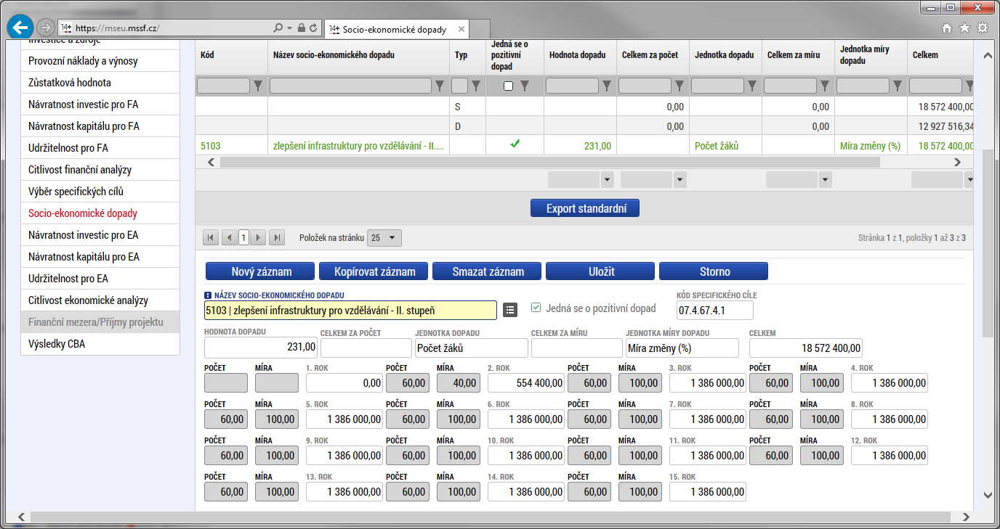 https://mseu.mssf.cz/
Socio-ekonomické dopady
Investice a zdroje
Provozní náklady a výnosy
Zůstatková hodnota
Návratnost investic pro FA
Návratnost kapitálu pro FA
Udržitelnost pro FA
Citlivost finanční analýzy
Výběr specifických cílů
Socio-ekonomické dopady
Návratnost investic pro EA
Návratnost kapitálu pro EA
Udržitelnost pro EA
Citlivost ekonomické analýzy
Finanční mezera/Příjmy projektu
Výsledky CBA
Kód Název socio-ekonomického dopadu Typ Jedná se o pozitivní dopad Hodnota dopadu Celkem za počet Jednotka dopadu Celkem za míru Jednotka míry dopadu Celkem
S 0,00 0,00 18 572 400,00
D 0,00 0,00 12 927 516,34
5103 zlepšení infrastruktury pro vzdělávání - II.... 231,00 Počet žáků Míra změny (%) 18 572 400,00
Export standardní
1 Položek na stránku 25 Stránka 1 z 1, položky 1 až 3 z 3
Nový záznam Kopírovat záznam Smazat záznam Uložit Storno
NÁZEV SOCIO-EKONOMICKÉHO DOPADU KÓD SPECIFICKÉHO CÍLE
5103 | zlepšení infrastruktury pro vzdělávání - II. stupeň Jedná se o pozitivní dopad 07.4.67.4.1
HODNOTA DOPADU CELKEM ZA POČET JEDNOTKA DOPADU CELKEM ZA MÍRU JEDNOTKA MÍRY DOPADU CELKEM
231,00 Počet žáků Míra změny (%) 18 572 400,00
POČET MÍRA 1. ROK POČET MÍRA 2. ROK POČET MÍRA 3. ROK POČET MÍRA 4. ROK
0,00 60,00 40,00 554 400,00 60,00 100,00 1 386 000,00 60,00 100,00 1 386 000,00
POČET MÍRA 5. ROK POČET MÍRA 6. ROK POČET MÍRA 7. ROK POČET MÍRA 8. ROK
60,00 100,00 1 386 000,00 60,00 100,00 1 386 000,00 60,00 100,00 1 386 000,00 60,00 100,00 1 386 000,00
POČET MÍRA 9. ROK POČET MÍRA 10. ROK POČET MÍRA 11. ROK POČET MÍRA 12. ROK
60,00 100,00 1 386 000,00 60,00 100,00 1 386 000,00 60,00 100,00 1 386 000,00 60,00 100,00 1 386 000,00
POČET MÍRA 13. ROK POČET MÍRA 14. ROK POČET MÍRA 15. ROK
60,00 100,00 1 386 000,00 60,00 100,00 1 386 000,00 60,00 100,00 1 386 000,00